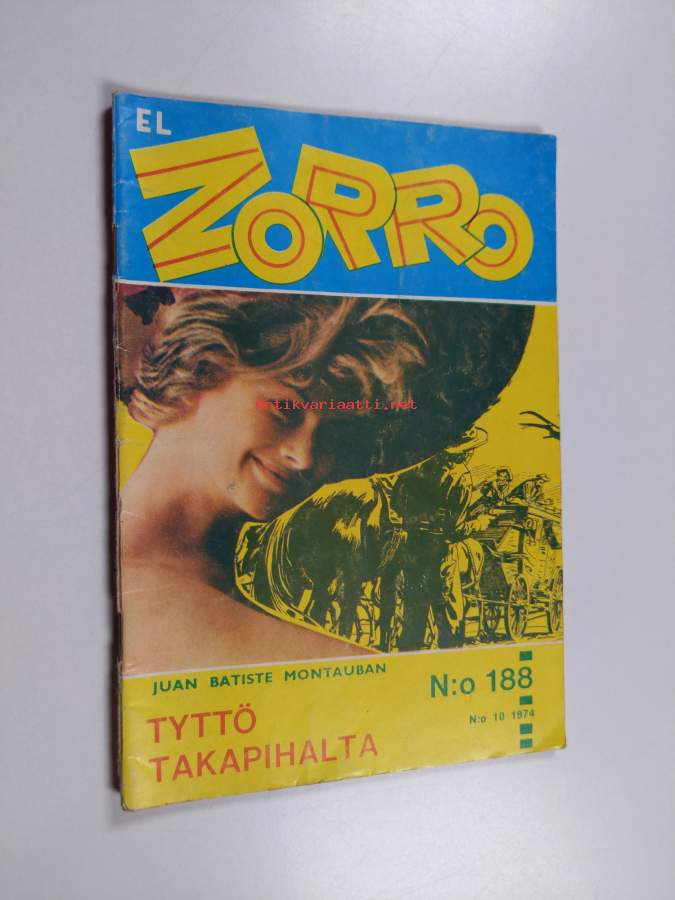 EL
ZORRO
antikvariaatti.net
JUAN BATISTE MONTAUBAN
N:o 188
N:o 10 1974
TYTTÖ
TAKAPIHALTA